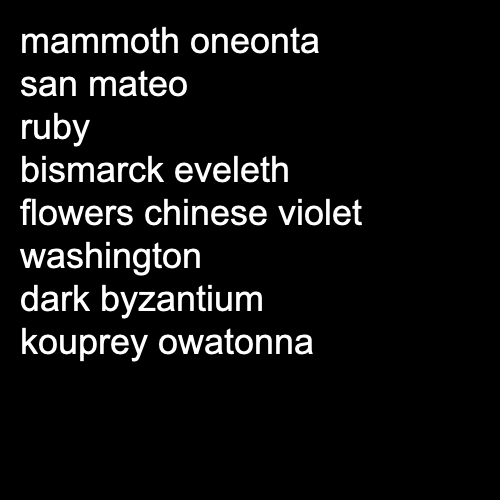 mammoth oneonta
san mateo
ruby
bismarck eveleth
flowers chinese violet
washington
dark byzantium
kouprey owatonna